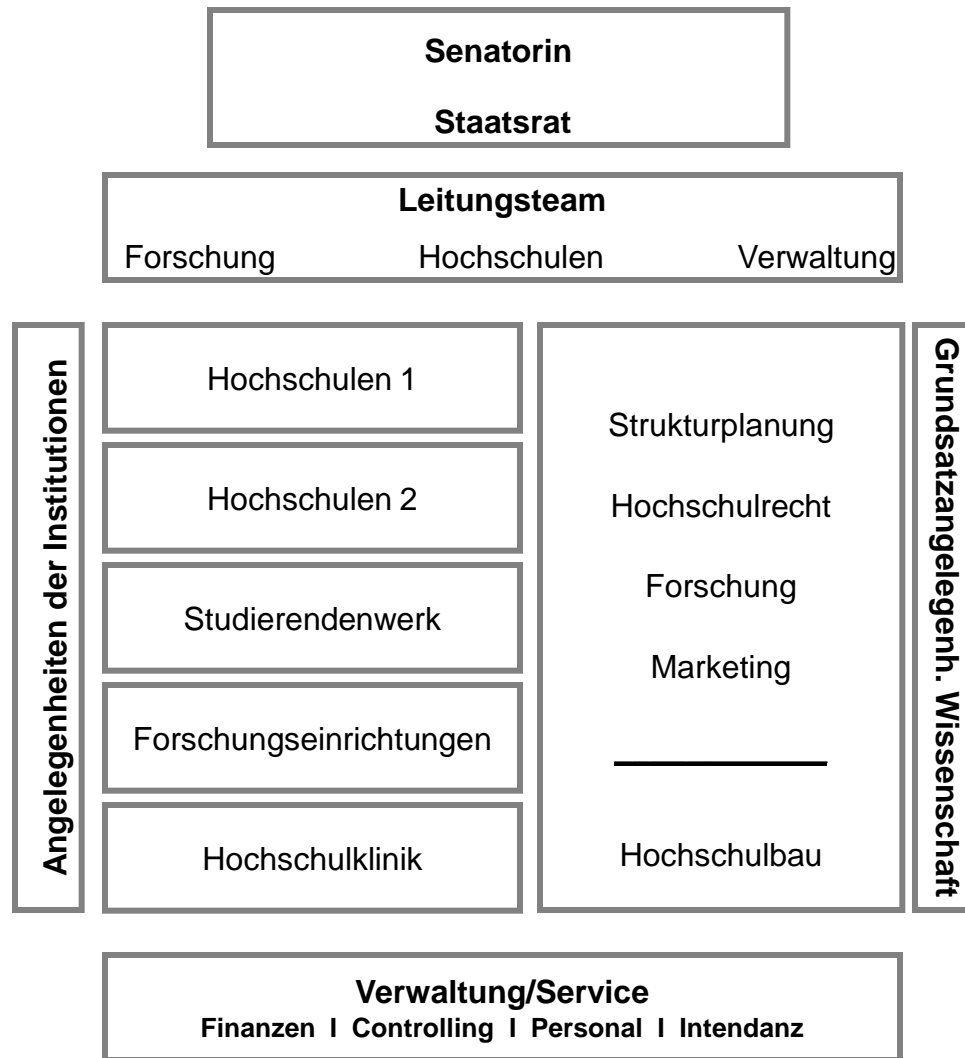 Senatorin
Staatsrat
Leitungsteam
Forschung Hochschulen Verwaltung
Angelegenheiten der Institutionen
Hochschulen 1
Hochschulen 2
Studierendenwerk
Forschungseinrichtungen
Hochschulklinik
Strukturplanung
Hochschulrecht
Forschung
Marketing
Hochschulbau
Grundsatzangelegenh. Wissenschaft
Verwaltung/Service
Finanzen I Controlling I Personal I Intendanz